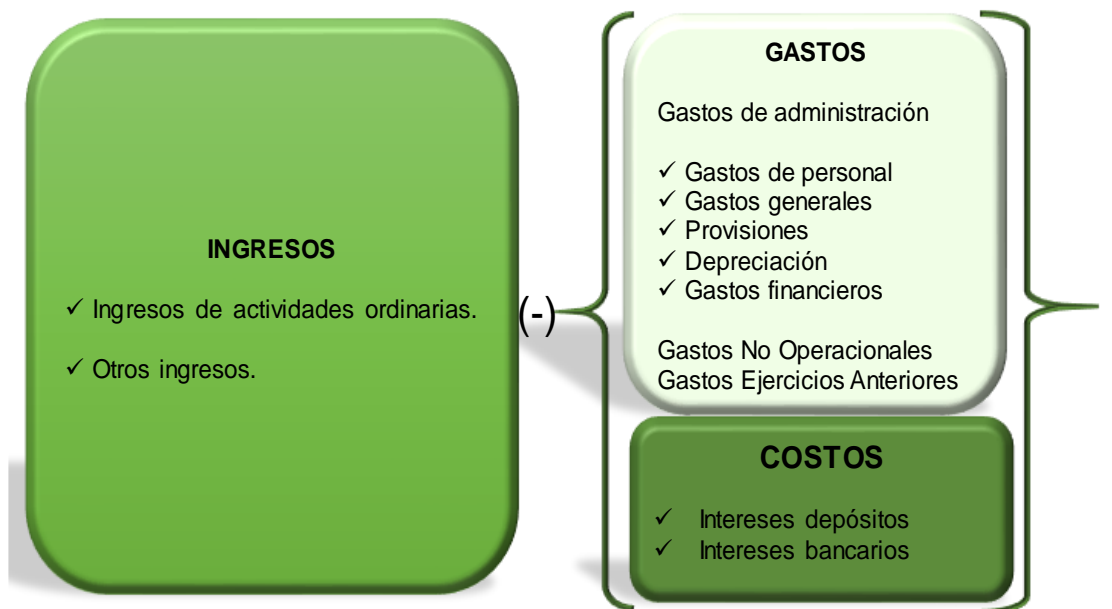 INGRESOS
✓ Ingresos de actividades ordinarias.
✓ Otros ingresos.
(-)
GASTOS
Gastos de administración
✓ Gastos de personal
✓ Gastos generales
✓ Provisiones
✓ Depreciación
✓ Gastos financieros
Gastos No Operacionales
Gastos Ejercicios Anteriores
COSTOS
✓ Intereses depósitos
✓ Intereses bancarios